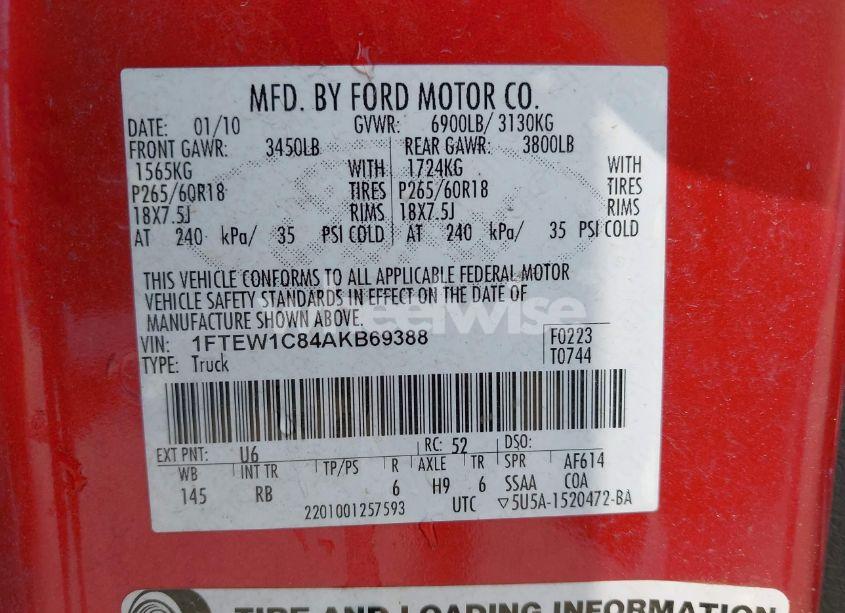 MFD. BY FORD MOTOR CO.
DATE: 01/10 GVWR: 6900LB/ 3130KG
FRONT GAWR: 3450LB REAR GAWR: 3800LB
1565KG WITH 1724KG WITH
P265/60R18 TIRES P265/60R18 TIRES
18X7.5J RIMS 18X7.5J RIMS
AT 240 kPa/ 35 PSI COLD AT 240 kPa/ 35 PSI COLD
THIS VEHICLE CONFORMS TO ALL APPLICABLE FEDERAL MOTOR
VEHICLE SAFETY STANDARDS IN EFFECT ON THE DATE OF
MANUFACTURE SHOWN ABOVE.
VIN: 1FTEW1C84AKB69388 F0223
TYPE: Truck T0744
EXT PNT: U6 RC: 52 DSO:
WB INT TR TP/PS R AXLE TR SPR AF614
145 RB 6 H9 6 SSAA COA
2201001257593 UTC ▽5U5A-1520472-BA
TIRE AND LOADING INFORMATION